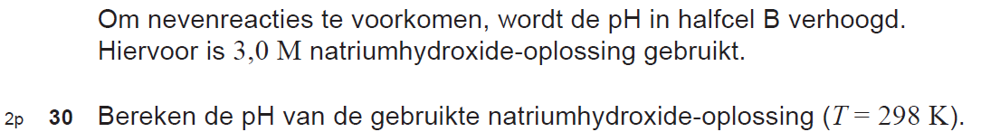 Om nevenreacties te voorkomen, wordt de pH in halfcel B verhoogd.
Hiervoor is 3,0 M natriumhydroxide-oplossing gebruikt.
2p 30 Bereken de pH van de gebruikte natriumhydroxide-oplossing (T = 298 K).